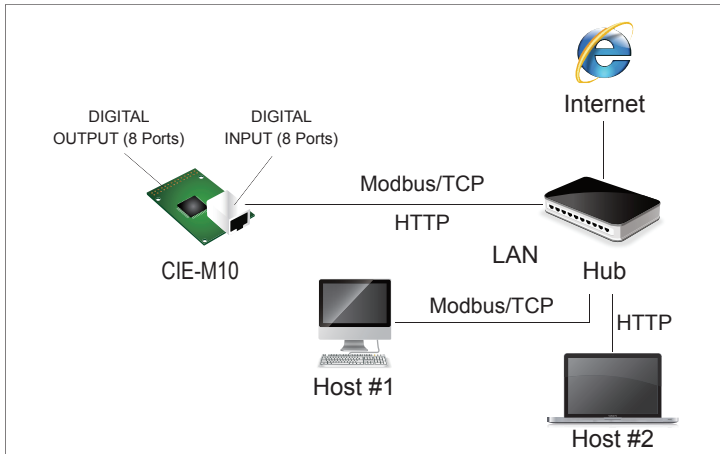 Internet
DIGITAL
OUTPUT (8 Ports)
DIGITAL
INPUT (8 Ports)
Modbus/TCP
HTTP
CIE-M10
LAN
Hub
Modbus/TCP
HTTP
Host #1
Host #2